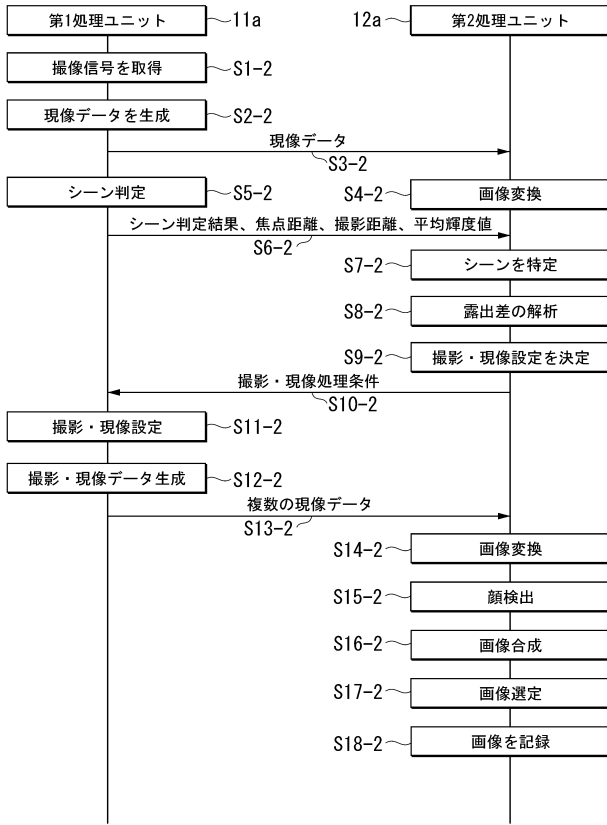 第1処理ユニット 11a 12a 第2処理ユニット
撮像信号を取得 S1-2
現像データを生成 S2-2
現像データ
S3-2
シーン判定 S5-2 S4-2 画像変換
シーン判定結果、焦点距離、撮影距離、平均輝度値
S6-2
S7-2 シーンを特定
S8-2 露出差の解析
S9-2 撮影・現像設定を決定
撮影・現像処理条件
S10-2
撮影・現像設定 S11-2
撮影・現像データ生成 S12-2
複数の現像データ
S13-2
S14-2 画像変換
S15-2 顔検出
S16-2 画像合成
S17-2 画像選定
S18-2 画像を記録